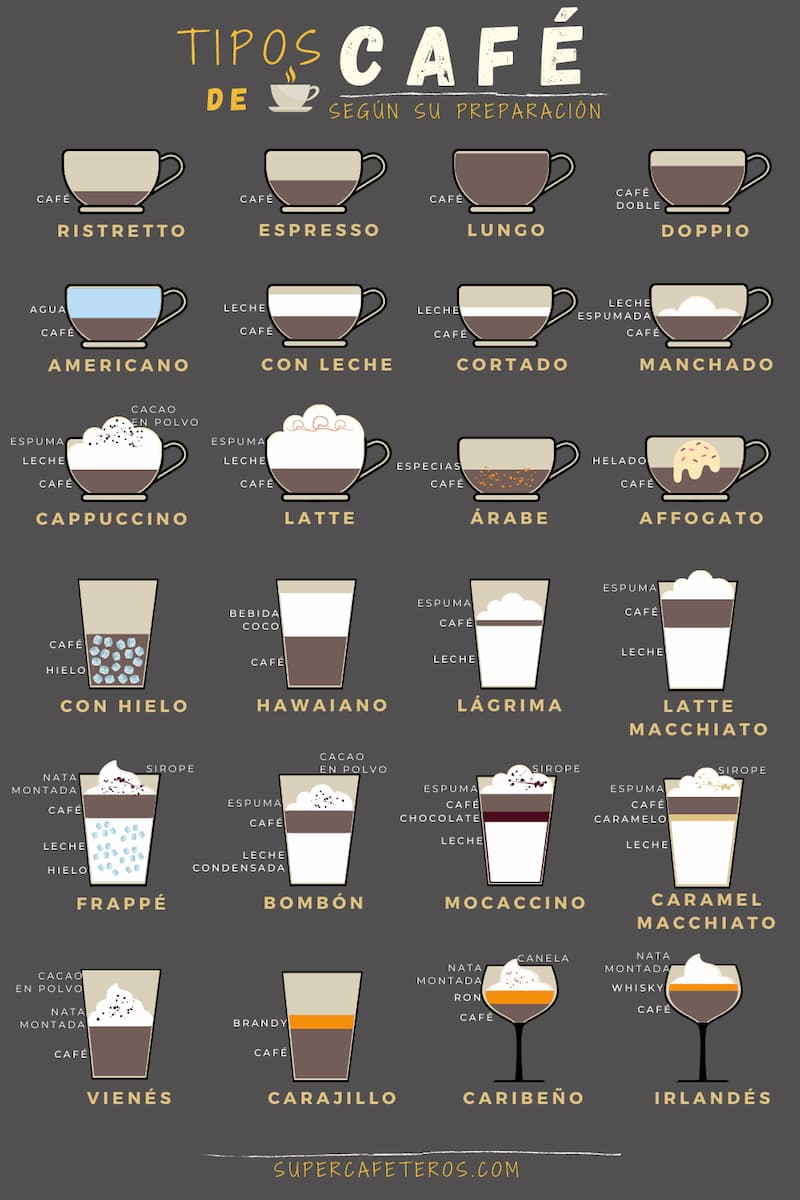 TIPOS
DE
CAFÉ
SEGÚN SU PREPARACIÓN
CAFÉ
RISTRETTO
CAFÉ
ESPRESSO
CAFÉ
LUNGO
CAFÉ
DOBLE
DOPPIO
AGUA
CAFÉ
AMERICANO
LECHE
CAFÉ
CON LECHE
LECHE
CAFÉ
CORTADO
LECHE
ESPUMADA
CAFÉ
MANCHADO
CACAO
EN POLVO
ESPUMA
LECHE
CAFÉ
CAPPUCCINO
ESPUMA
LECHE
CAFÉ
LATTE
ESPECIAS
CAFÉ
ÁRABE
HELADO
CAFÉ
AFFOGATO
CAFÉ
HIELO
CON HIELO
BEBIDA
COCO
CAFÉ
HAWAIANO
ESPUMA
CAFÉ
LECHE
LÁGRIMA
ESPUMA
CAFÉ
LECHE
LATTE
MACCHIATO
SIROPE
NATA
MONTADA
CAFÉ
LECHE
HIELO
FRAPPÉ
CACAO
EN POLVO
ESPUMA
CAFÉ
LECHE
CONDENSADA
BOMBÓN
SIROPE
ESPUMA
CAFÉ
CHOCOLATE
LECHE
MOCACCINO
SIROPE
ESPUMA
CAFÉ
CARAMELO
LECHE
CARAMEL
MACCHIATO
CACAO
EN POLVO
NATA
MONTADA
CAFÉ
VIENÉS
BRANDY
CAFÉ
CARAJILLO
CANELA
NATA
MONTADA
RON
CAFÉ
CARIBEÑO
NATA
MONTADA
WHISKY
CAFÉ
IRLANDÉS
SUPERCAFETEROS.COM